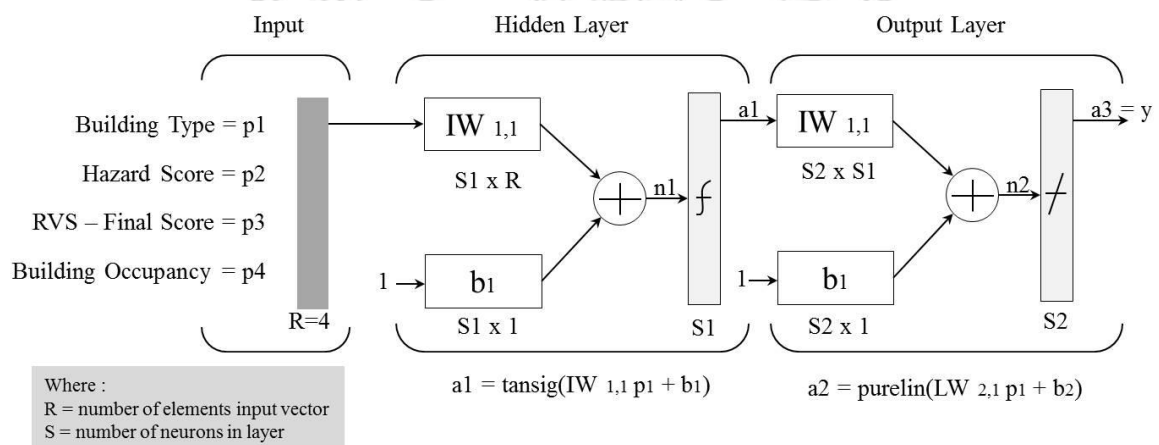 Input
Hidden Layer
Output Layer
Building Type = p1
Hazard Score = p2
RVS – Final Score = p3
Building Occupancy = p4
R=4
IW 1,1
S1 x R
1
b1
S1 x 1
n1
S1
a1
IW 1,1
S2 x S1
1
b1
S2 x 1
n2
S2
a3 = y
a1 = tansig(IW 1,1 p1 + b1)
a2 = purelin(LW 2,1 p1 + b2)
Where :
R = number of elements input vector
S = number of neurons in layer